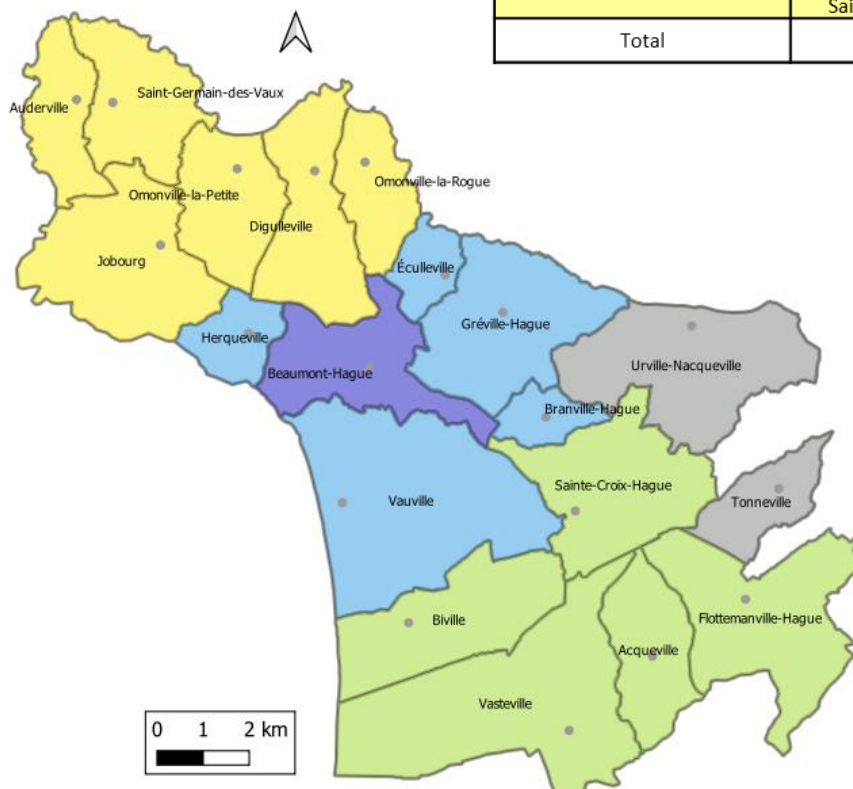 Sai
Total
Auderville
Saint-Germain-des-Vaux
Omonville-la-Petite
Omonville-la-Rogue
Digulleville
Jobourg
Éculleville
Herqueville
Gréville-Hague
Beaumont-Hague
Urville-Nacqueville
Branville-Hague
Vauville
Sainte-Croix-Hague
Tonneville
Biville
Acqueville
Flottemanville-Hague
Vasteville
0 1 2 km